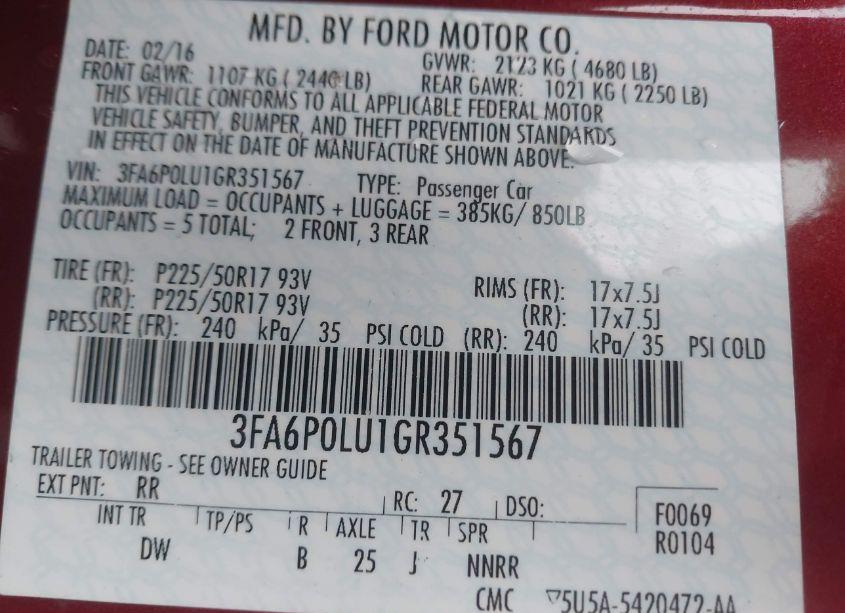 MFD. BY FORD MOTOR CO.
DATE: 02/16 GVWR: 2123 KG ( 4680 LB)
FRONT GAWR: 1107 KG ( 2440 LB) REAR GAWR: 1021 KG ( 2250 LB)
THIS VEHICLE CONFORMS TO ALL APPLICABLE FEDERAL MOTOR
VEHICLE SAFETY, BUMPER, AND THEFT PREVENTION STANDARDS
IN EFFECT ON THE DATE OF MANUFACTURE SHOWN ABOVE.
VIN: 3FA6P0LU1GR351567 TYPE: Passenger Car
MAXIMUM LOAD = OCCUPANTS + LUGGAGE = 385KG/ 850LB
OCCUPANTS = 5 TOTAL; 2 FRONT, 3 REAR
TIRE (FR): P225/50R17 93V RIMS (FR): 17x7.5J
(RR): P225/50R17 93V (RR): 17x7.5J
PRESSURE (FR): 240 kPa/ 35 PSI COLD (RR): 240 kPa/ 35 PSI COLD
3FA6P0LU1GR351567
TRAILER TOWING - SEE OWNER GUIDE
EXT PNT: RR RC: 27 DSO: F0069
INT TR TP/PS R AXLE TR SPR R0104
DW B 25 J NNRR
CMC 5U5A-5420472-AA